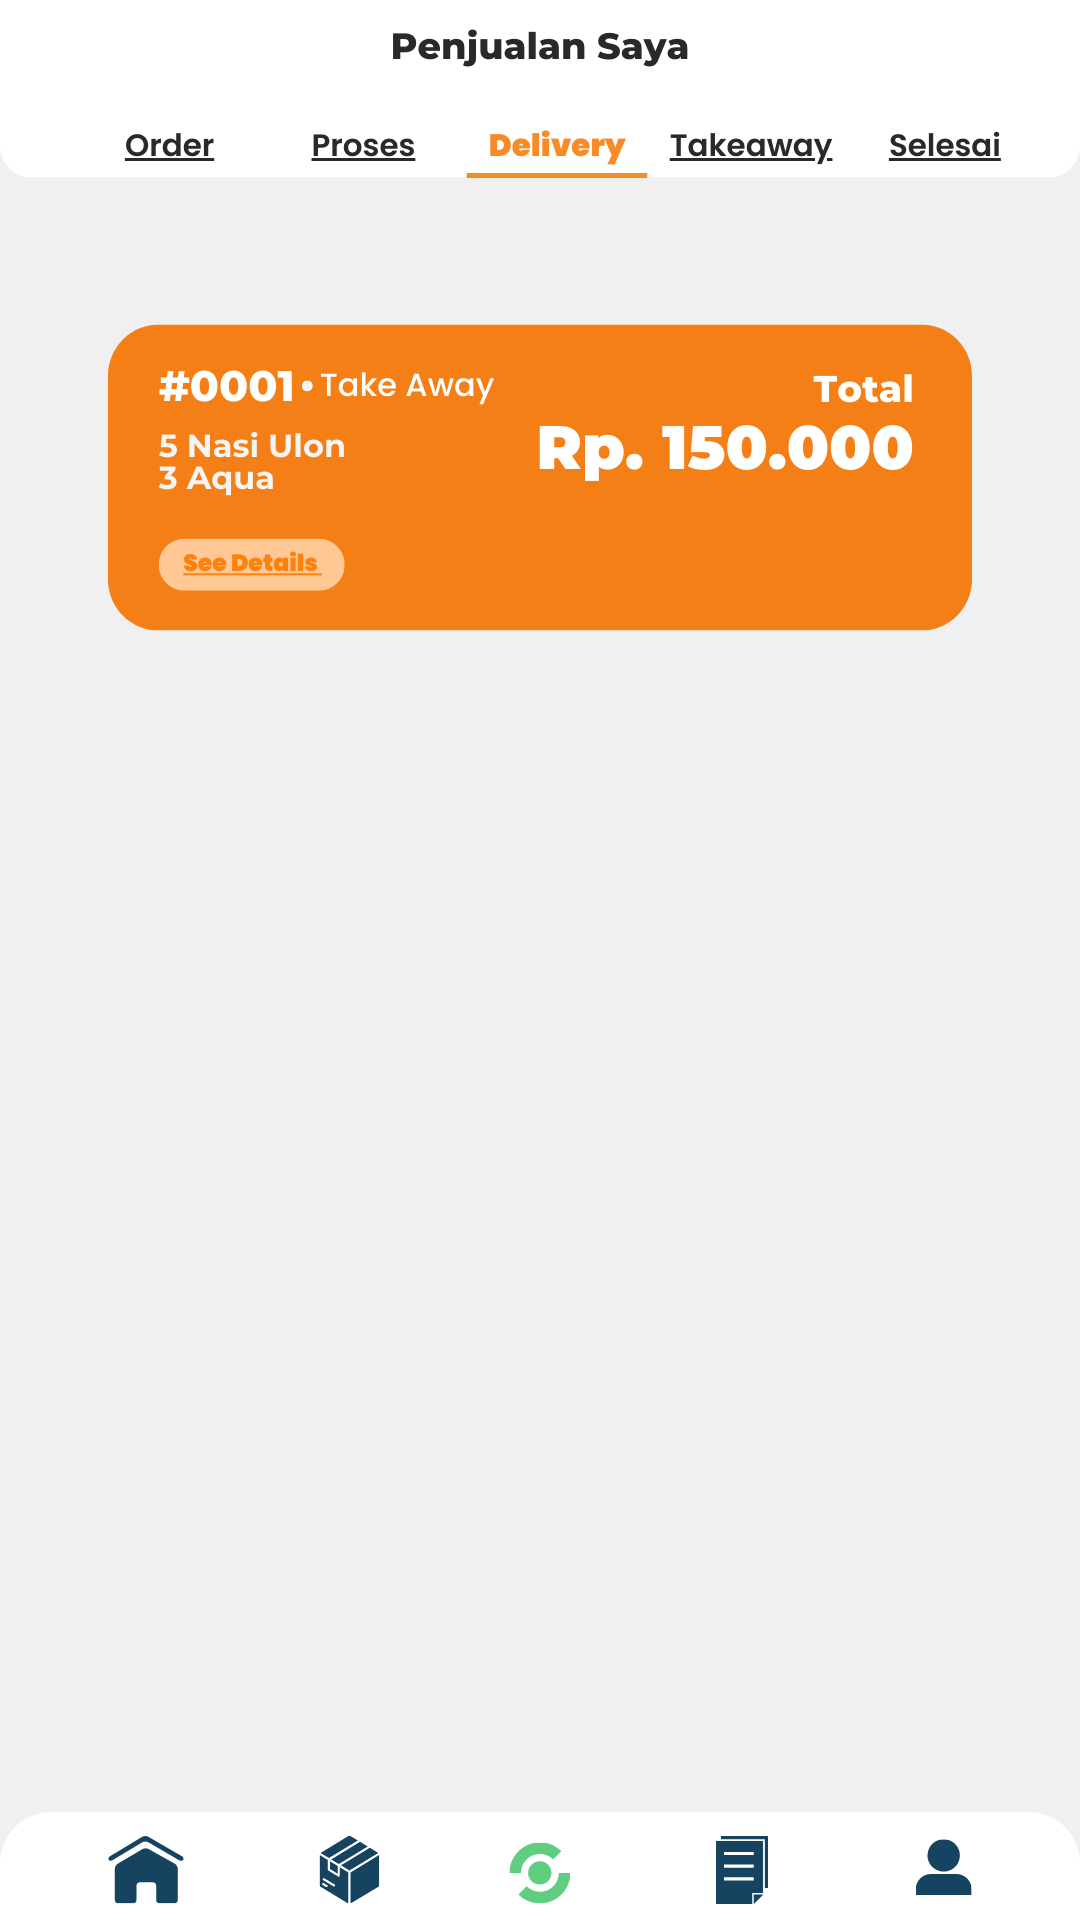 Penjualan Saya
Order Proses Delivery Takeaway Selesai
#0001 • Take Away
Total
5 Nasi Ulon
Rp. 150.000
3 Aqua
See Details